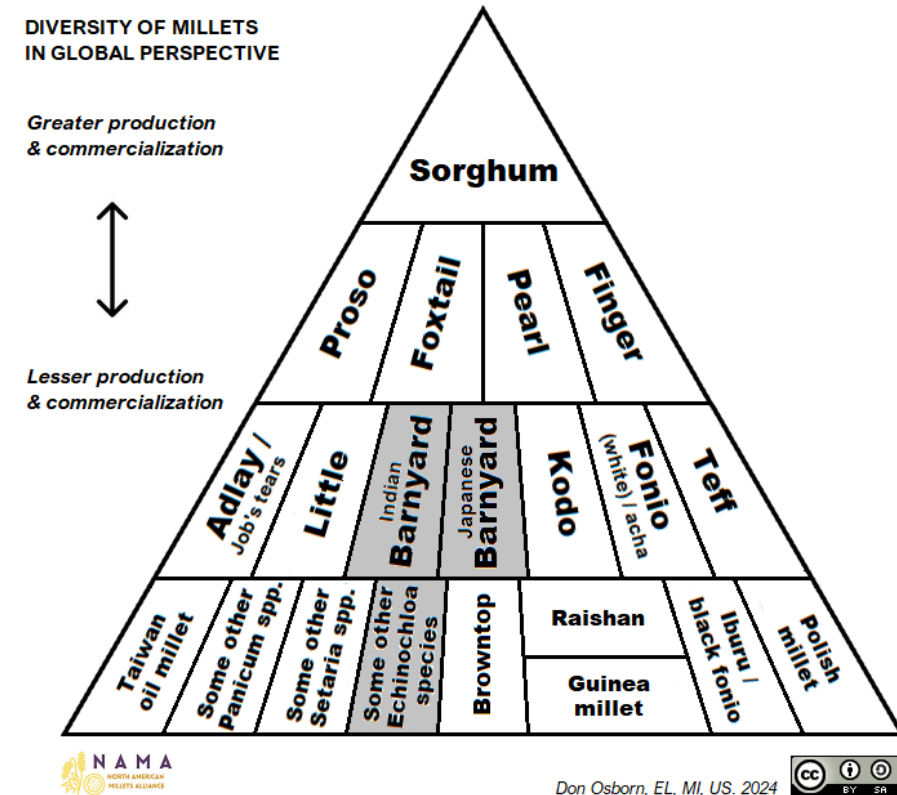 DIVERSITY OF MILLETS
IN GLOBAL PERSPECTIVE
Greater production
& commercialization
Lesser production
& commercialization
Sorghum
Proso
Foxtail
Pearl
Finger
Adlay /
Job's tears
Little
Indian
Barnyard
Japanese
Barnyard
Kodo
Fonio
(white) / acha
Teff
Taiwan
oil millet
Some other
Panicum spp.
Some other
Setaria spp.
Some other
Echinochloa
species
Browntop
Raishan
Guinea
millet
Iburu /
black fonio
Polish
millet
NAMA
NORTH AMERICAN
MILLETS ALLIANCE
Don Osborn, EL, MI, US, 2024
cc
BY SA